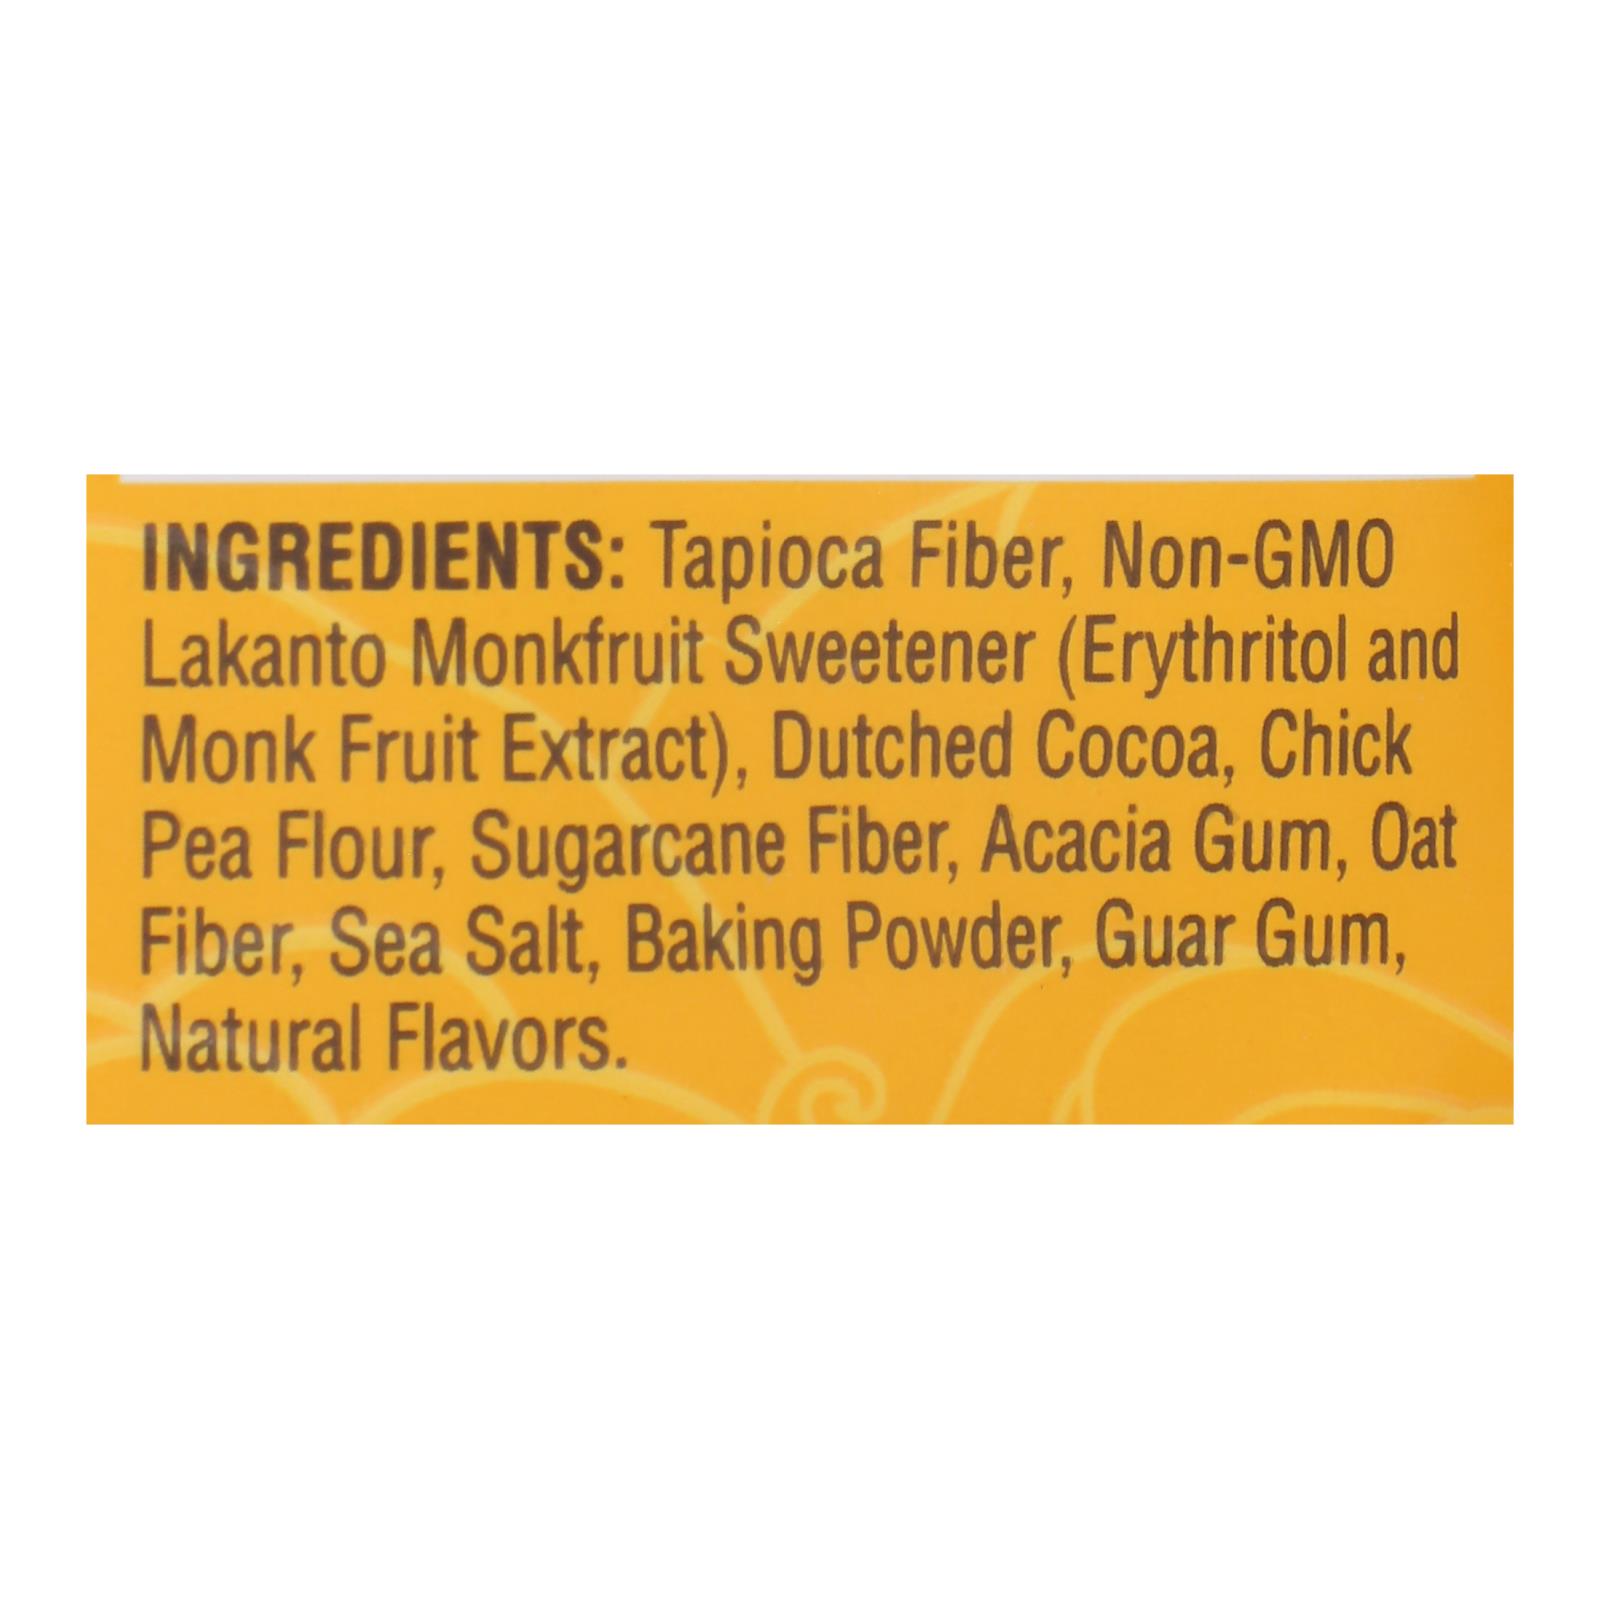 INGREDIENTS: Tapioca Fiber, Non-GMO
Lakanto Monkfruit Sweetener (Erythritol and
Monk Fruit Extract), Dutched Cocoa, Chick
Pea Flour, Sugarcane Fiber, Acacia Gum, Oat
Fiber, Sea Salt, Baking Powder, Guar Gum,
Natural Flavors.